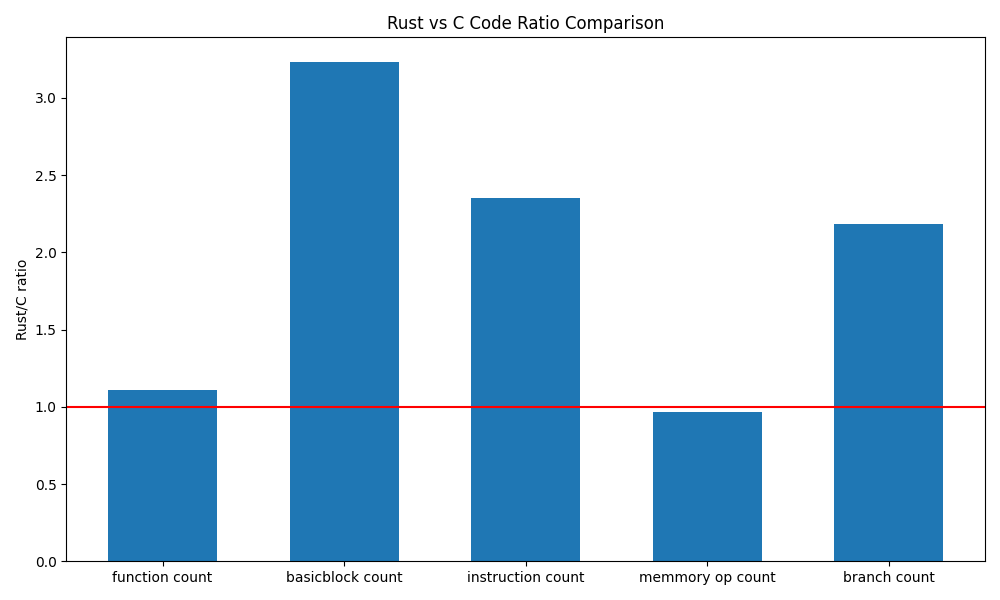 Rust vs C Code Ratio Comparison
Rust/C ratio
3.0
2.5
2.0
1.5
1.0
0.5
0.0
function count
basicblock count
instruction count
memmory op count
branch count